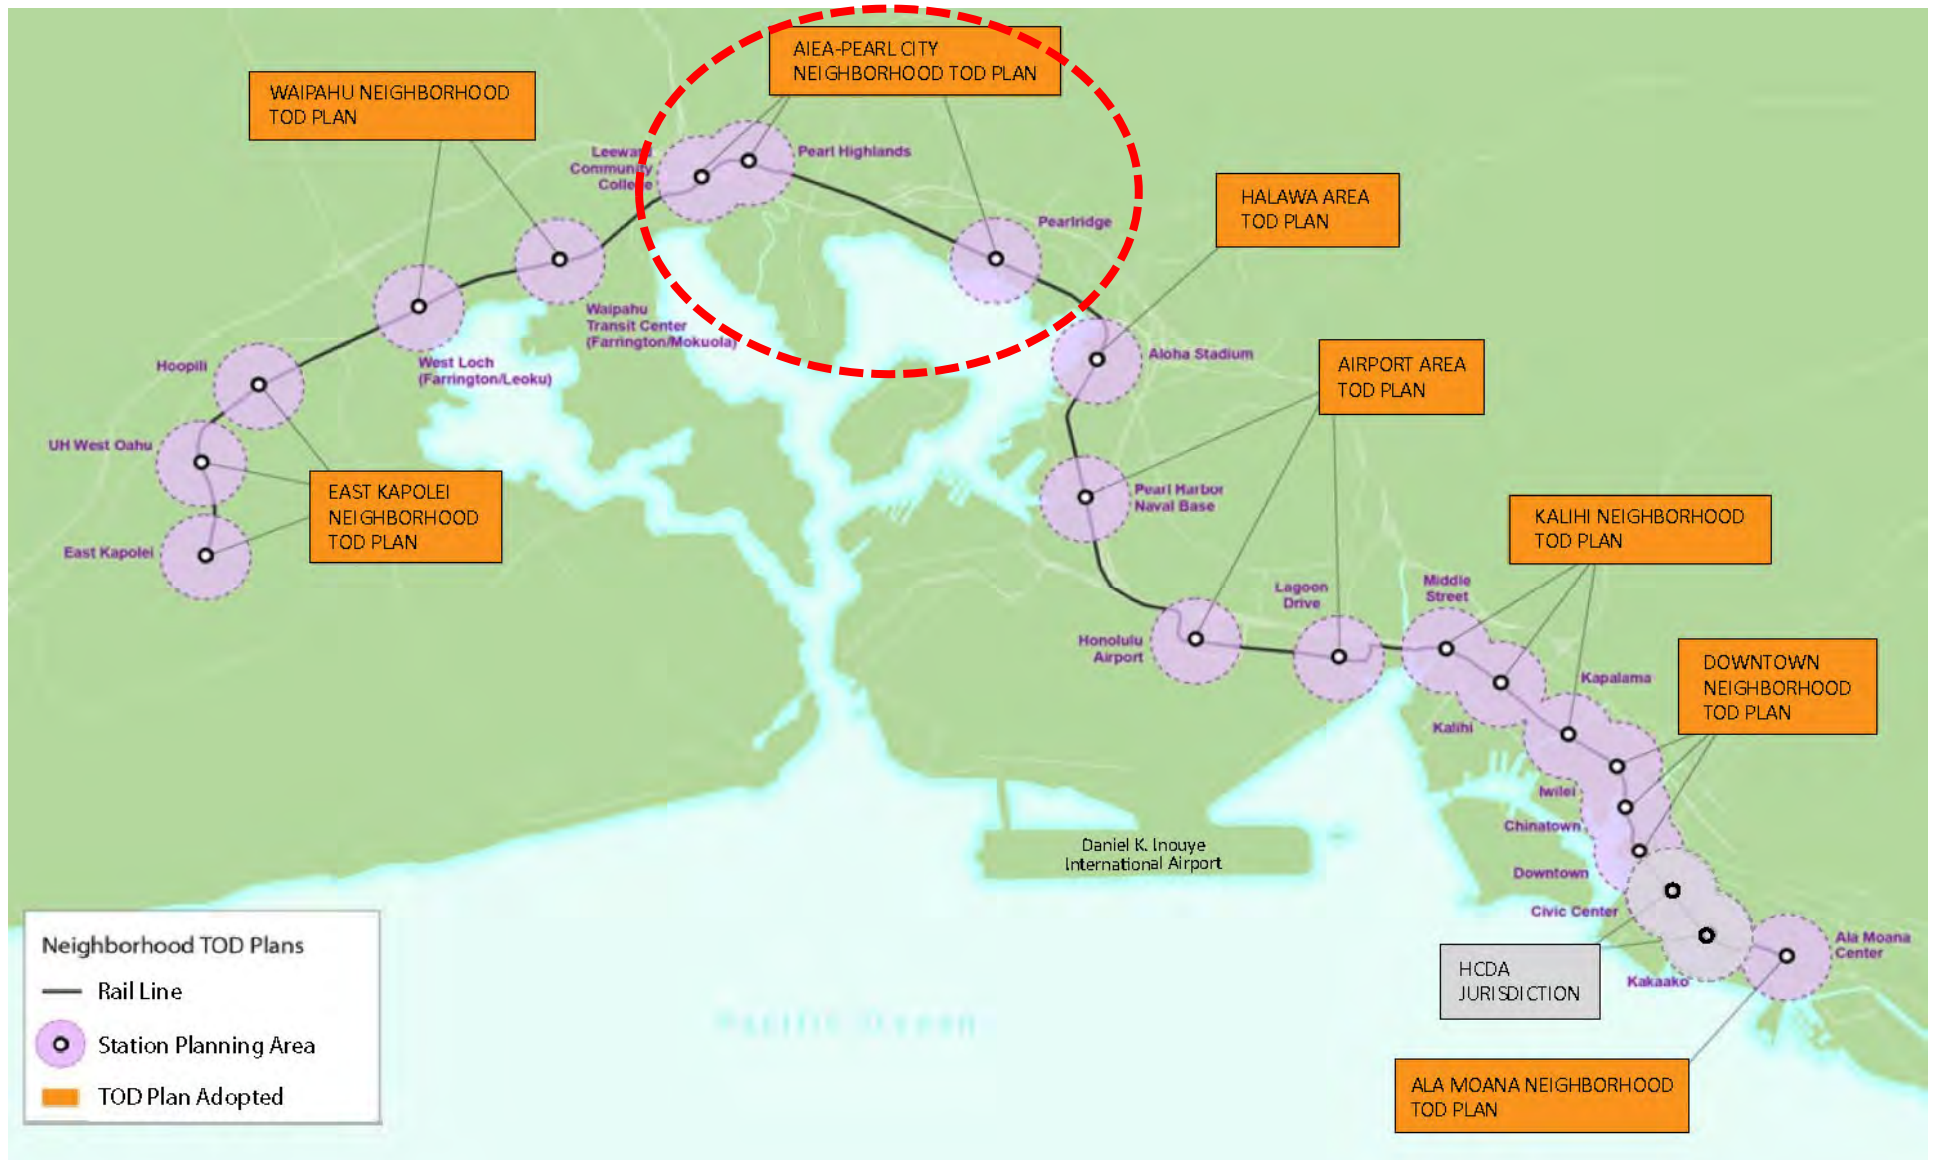 AIEA-PEARL CITY
NEIGHBORHOOD TOD PLAN
WAIPAHU NEIGHBORHOOD
TOD PLAN
Leeward
Community
College
Pearl Highlands
HALAWA AREA
TOD PLAN
Pearlridge
Waipahu
Transit Center
(Farrington/Mokuola)
Aloha Stadium
AIRPORT AREA
TOD PLAN
Hoopili
West Loch
(Farrington/Leoku)
UH West Oahu
EAST KAPOLEI
NEIGHBORHOOD
TOD PLAN
East Kapolei
Pearl Harbor
Naval Base
KALIHI NEIGHBORHOOD
TOD PLAN
Lagoon
Drive
Middle
Street
Honolulu
Airport
Kapalama
DOWNTOWN
NEIGHBORHOOD
TOD PLAN
Kalihi
Iwilei
Chinatown
Daniel K. Inouye
International Airport
Downtown
Civic Center
Ala Moana
Center
HCDA
JURISDICTION
Kakaako
Pacific Ocean
ALA MOANA NEIGHBORHOOD
TOD PLAN
Neighborhood TOD Plans
Rail Line
Station Planning Area
TOD Plan Adopted